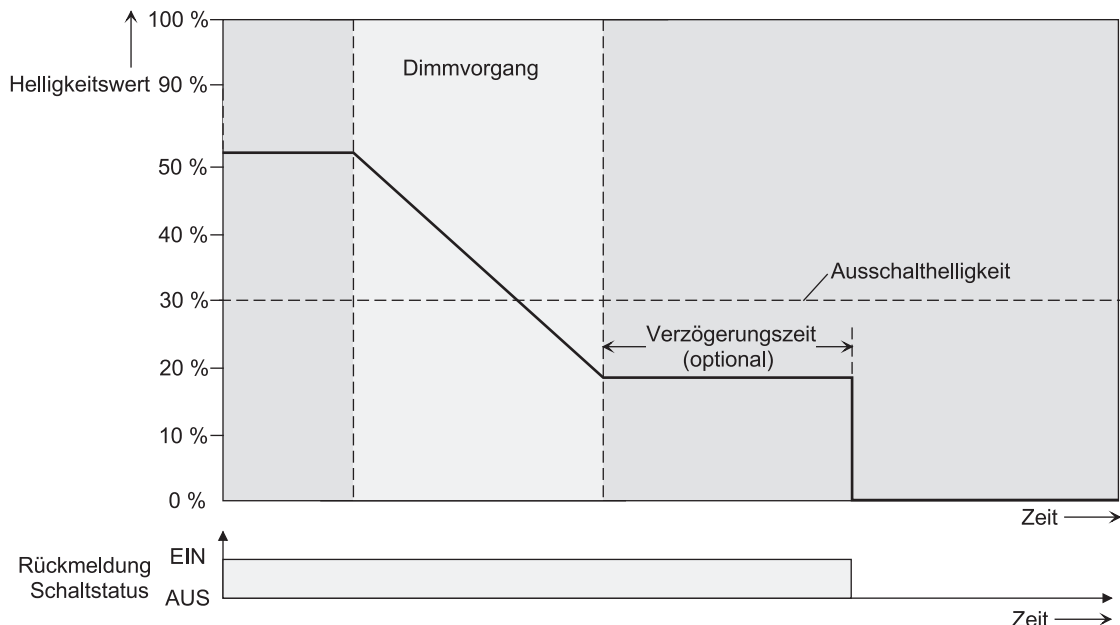 100 %
Helligkeitswert 90 %
Dimmvorgang
50 %
40 %
Ausschalthelligkeit
30 %
Verzögerungszeit
(optional)
20 %
10 %
0 %
Zeit
Rückmeldung
Schaltstatus
EIN
AUS
Zeit